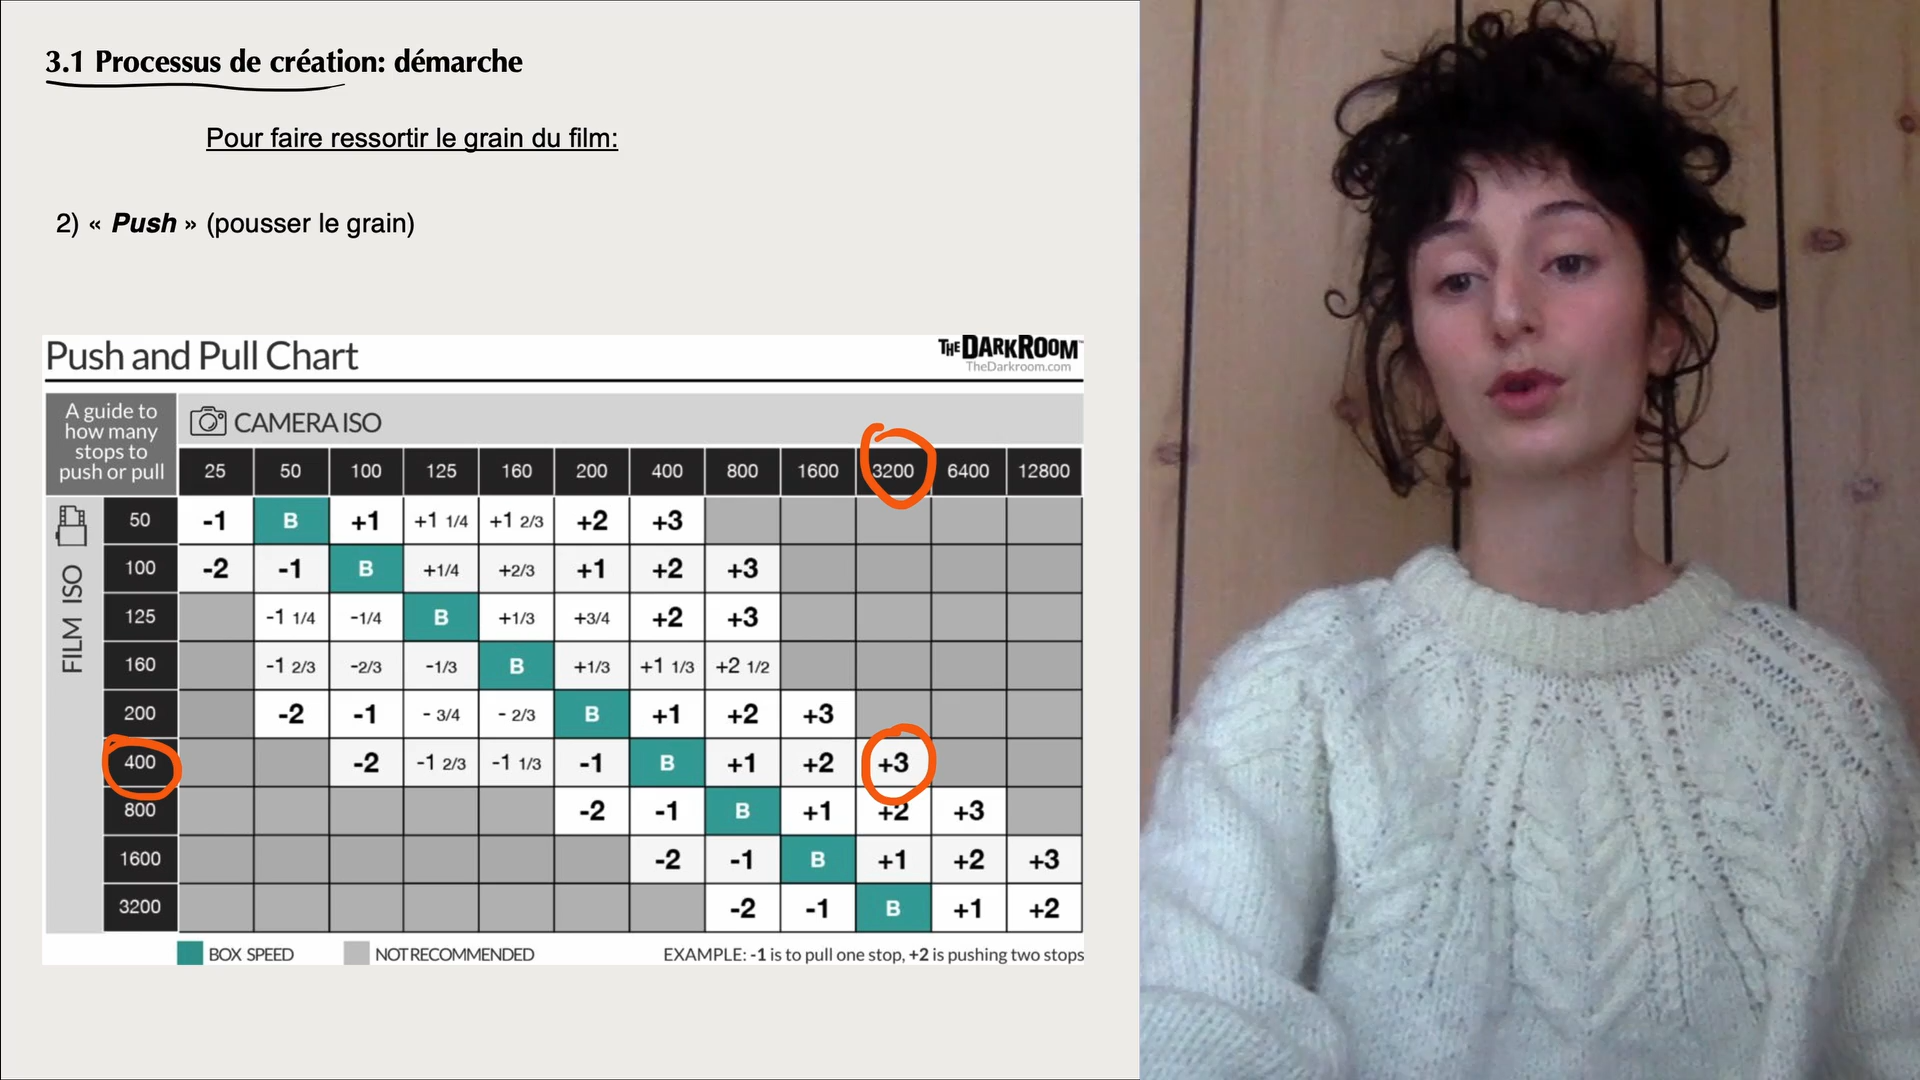 3.1 Processus de création: démarche
Pour faire ressortir le grain du film:
2) « Push » (pousser le grain)
Push and Pull Chart
THE DARKROOM
TheDarkroom.com
A guide to
how many
stops to
push or pull
CAMERA ISO
25 50 100 125 160 200 400 800 1600 3200 6400 12800
FILM ISO
50 -1 B +1 +1 1/4 +1 2/3 +2 +3
100 -2 -1 B +1/4 +2/3 +1 +2 +3
125 -1 1/4 -1/4 B +1/3 +3/4 +2 +3
160 -1 2/3 -2/3 -1/3 B +1/3 +1 1/3 +2 1/2
200 -2 -1 - 3/4 - 2/3 B +1 +2 +3
400 -2 -1 2/3 -1 1/3 -1 B +1 +2 +3
800 -2 -1 B +1 +2 +3
1600 -2 -1 B +1 +2 +3
3200 -2 -1 B +1 +2
BOX SPEED
NOT RECOMMENDED
EXAMPLE: -1 is to pull one stop, +2 is pushing two stops